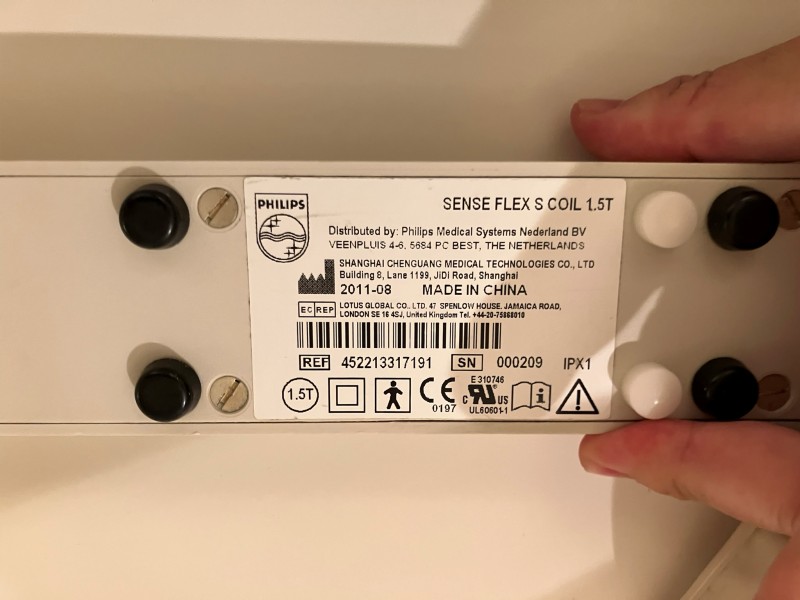 PHILIPS
SENSE FLEX S COIL 1.5T
Distributed by: Philips Medical Systems Nederland BV
VEENPLUIS 4-6, 5684 PC BEST, THE NETHERLANDS
SHANGHAI CHENGUANG MEDICAL TECHNOLOGIES CO., LTD
Building 8, Lane 1199, JiDi Road, Shanghai
2011-08 MADE IN CHINA
EC REP LOTUS GLOBAL CO., LTD. 47 SPENLOW HOUSE. JAMAICA ROAD,
LONDON SE 16 4SJ, United Kingdom Tel. +44-20-75868010
REF 452213317191 SN 000209 IPX1
1.5T CE 0197 E 310746 c RU US UL60601-1 i